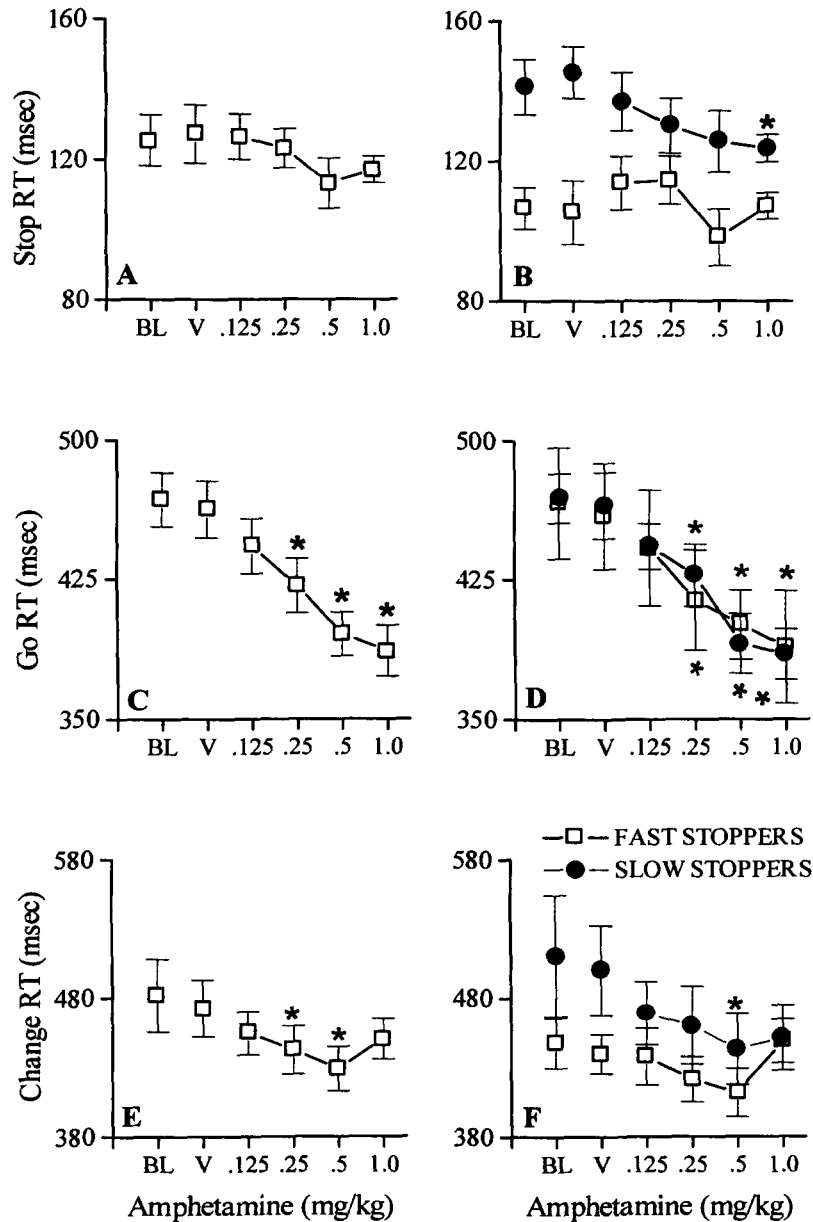 160
120
80
Stop RT (msec)
A
BL V .125 .25 .5 1.0
160
120
80
*
B
BL V .125 .25 .5 1.0
500
425
350
Go RT (msec)
* * *
C
BL V .125 .25 .5 1.0
500
425
350
* * *
* * *
D
BL V .125 .25 .5 1.0
580
480
380
Change RT (msec)
* *
E
BL V .125 .25 .5 1.0
Amphetamine (mg/kg)
FAST STOPPERS
SLOW STOPPERS
580
480
380
*
F
BL V .125 .25 .5 1.0
Amphetamine (mg/kg)